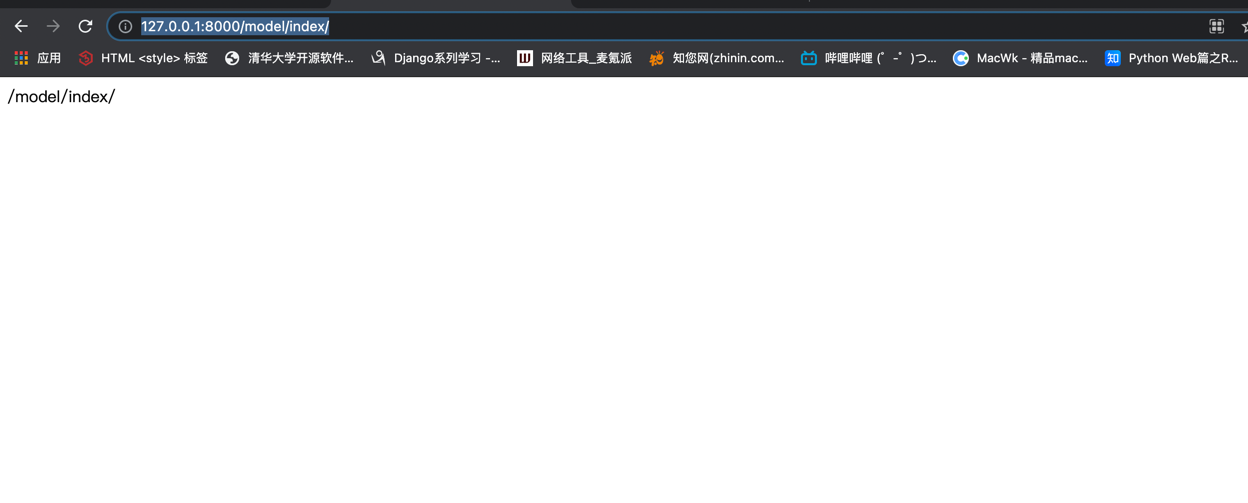 127.0.0.1:8000/model/index/
应用 HTML <style> 标签 清华大学开源软件... Django系列学习 -... 网络工具_麦氪派 知您网(zhinin.com... 哔哩哔哩 (゜-゜)つ... MacWk - 精品mac... Python Web篇之R...
/model/index/